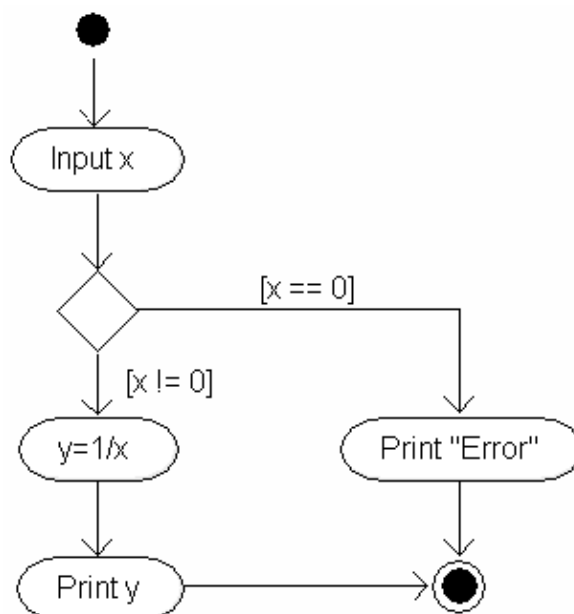 Input x
[x == 0]
[x != 0]
y=1/x
Print "Error"
Print y